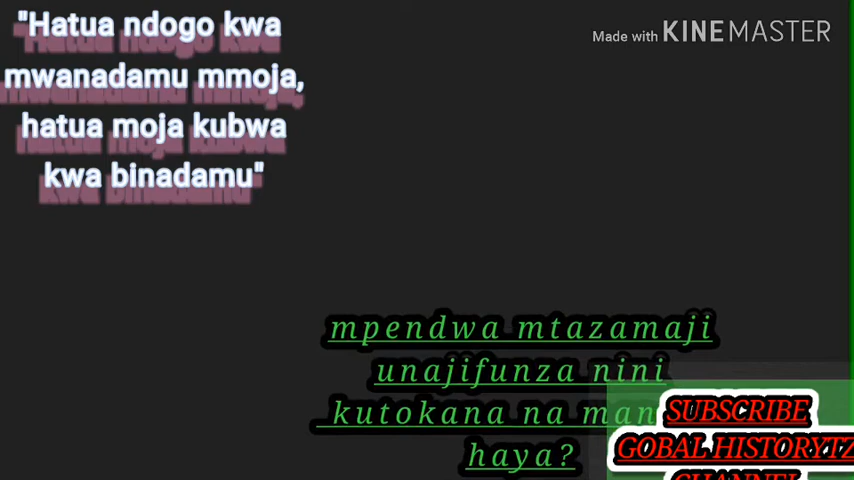 "Hatua ndogo kwa
mwanadamu mmoja,
hatua moja kubwa
kwa binadamu"
Made with KINEMASTER
mpendwa mtazamaji
unajifunza nini
kutokana na
haya?
SUBSCRIBE
GOBAL HISTORYTZ
CHANNEL